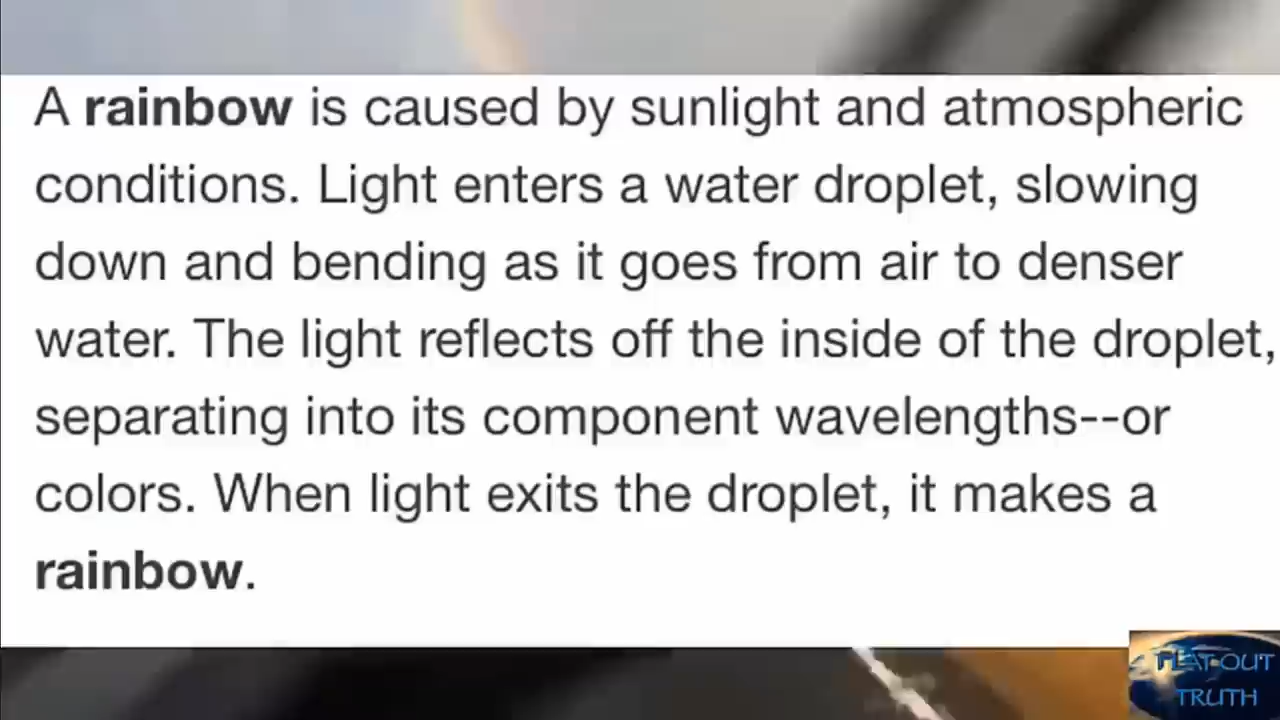 A rainbow is caused by sunlight and atmospheric
conditions. Light enters a water droplet, slowing
down and bending as it goes from air to denser
water. The light reflects off the inside of the droplet,
separating into its component wavelengths--or
colors. When light exits the droplet, it makes a
rainbow.
FLAT-OUT
TRUTH